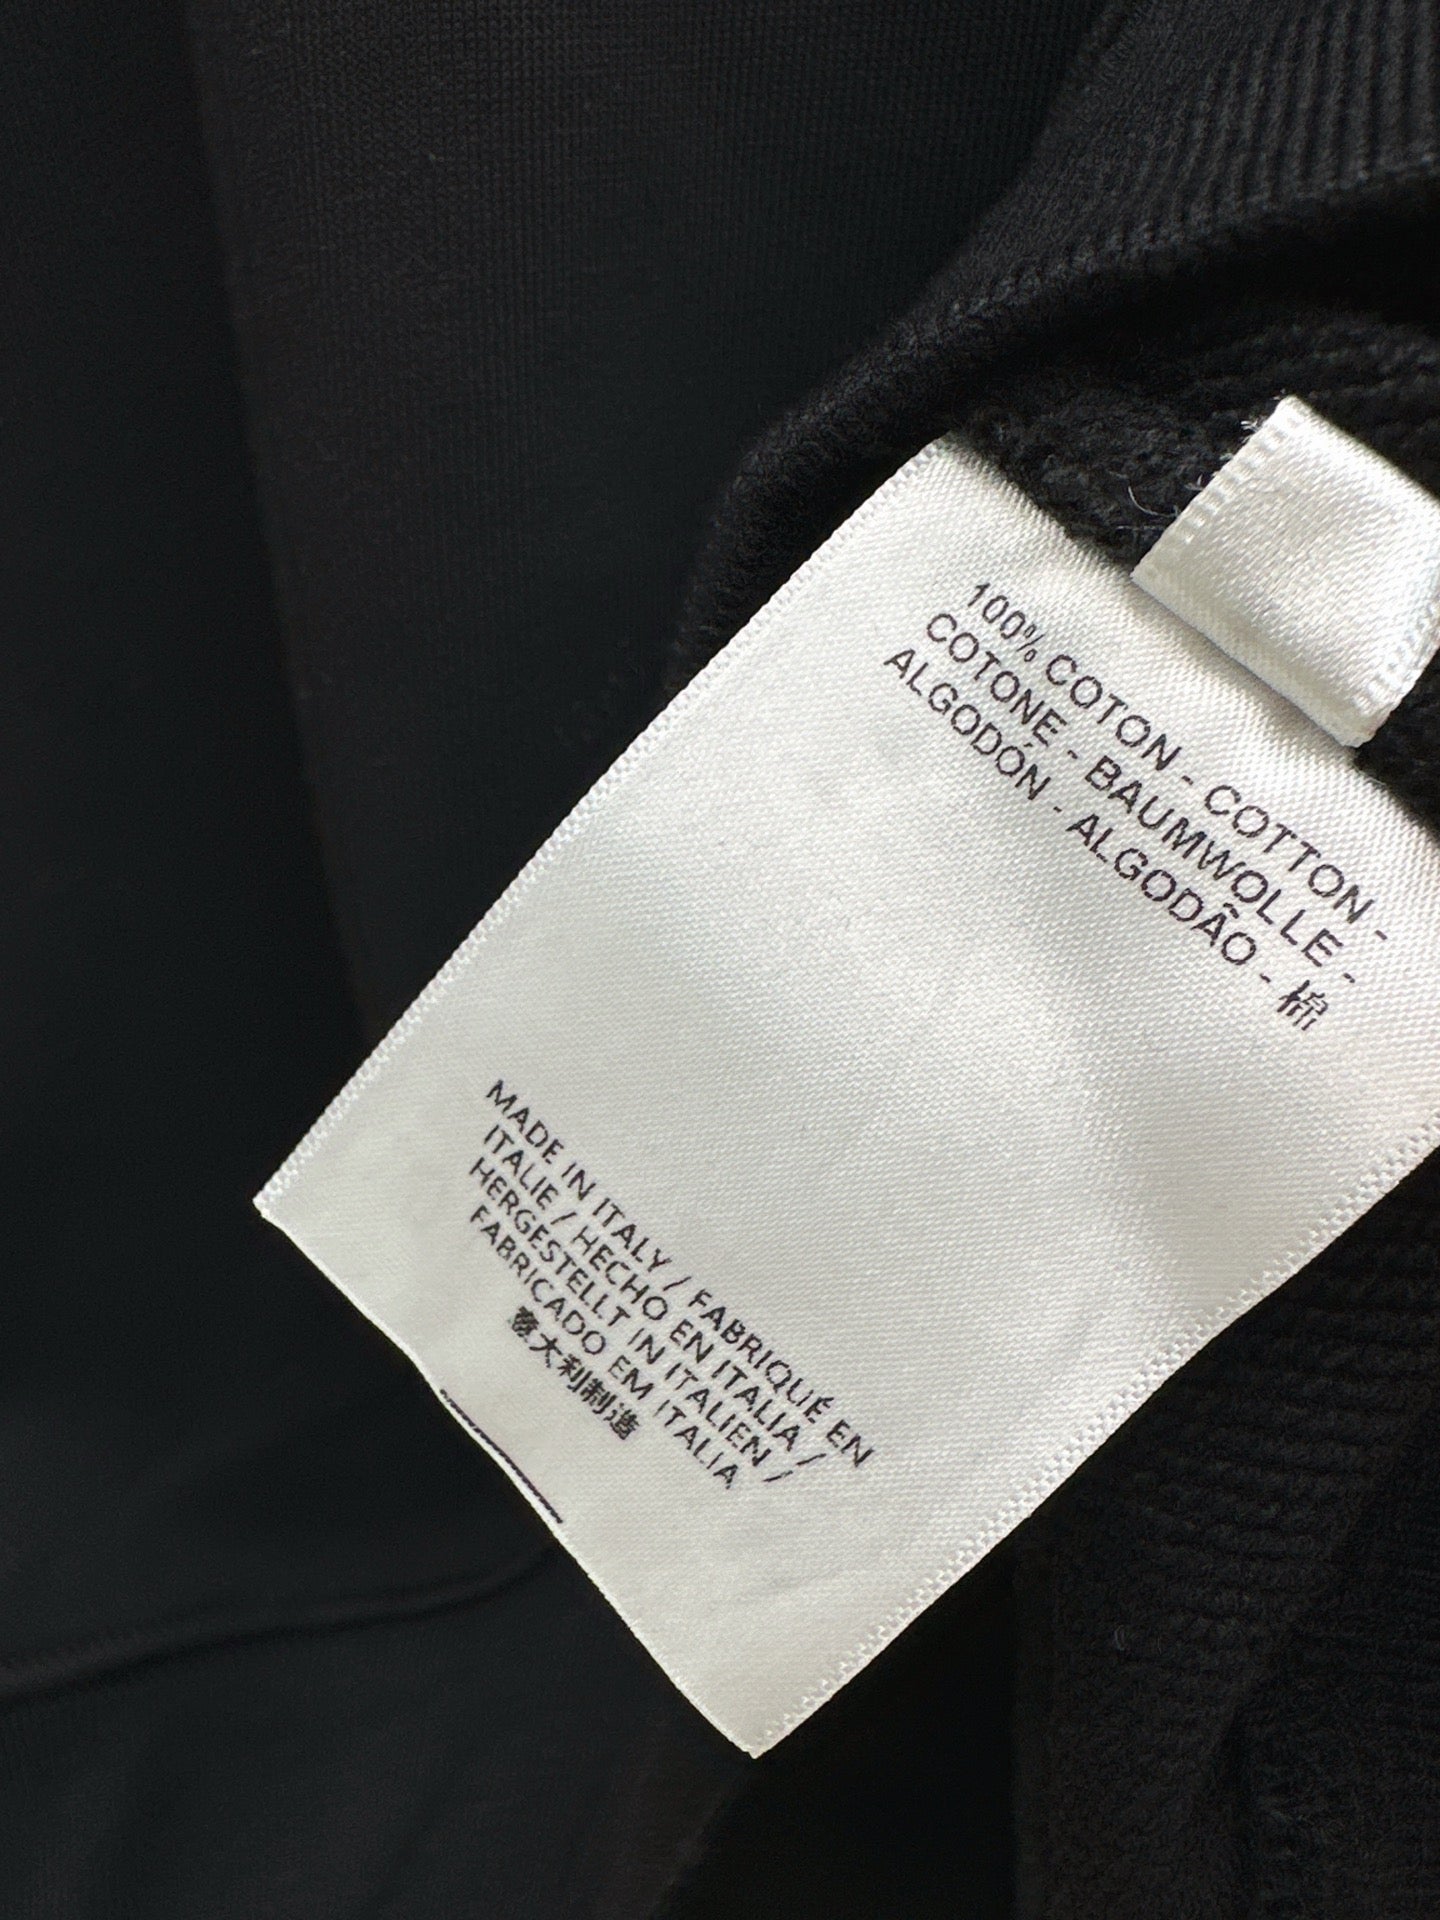 100% COTON - COTTON -
COTONE - BAUMWOLLE -
ALGODÓN - ALGODÃO - 棉
MADE IN ITALY / FABRIQUÉ EN
ITALIE / HECHO EN ITALIA /
HERGESTELLT IN ITALIEN /
FABRICADO EM ITALIA
意大利制造